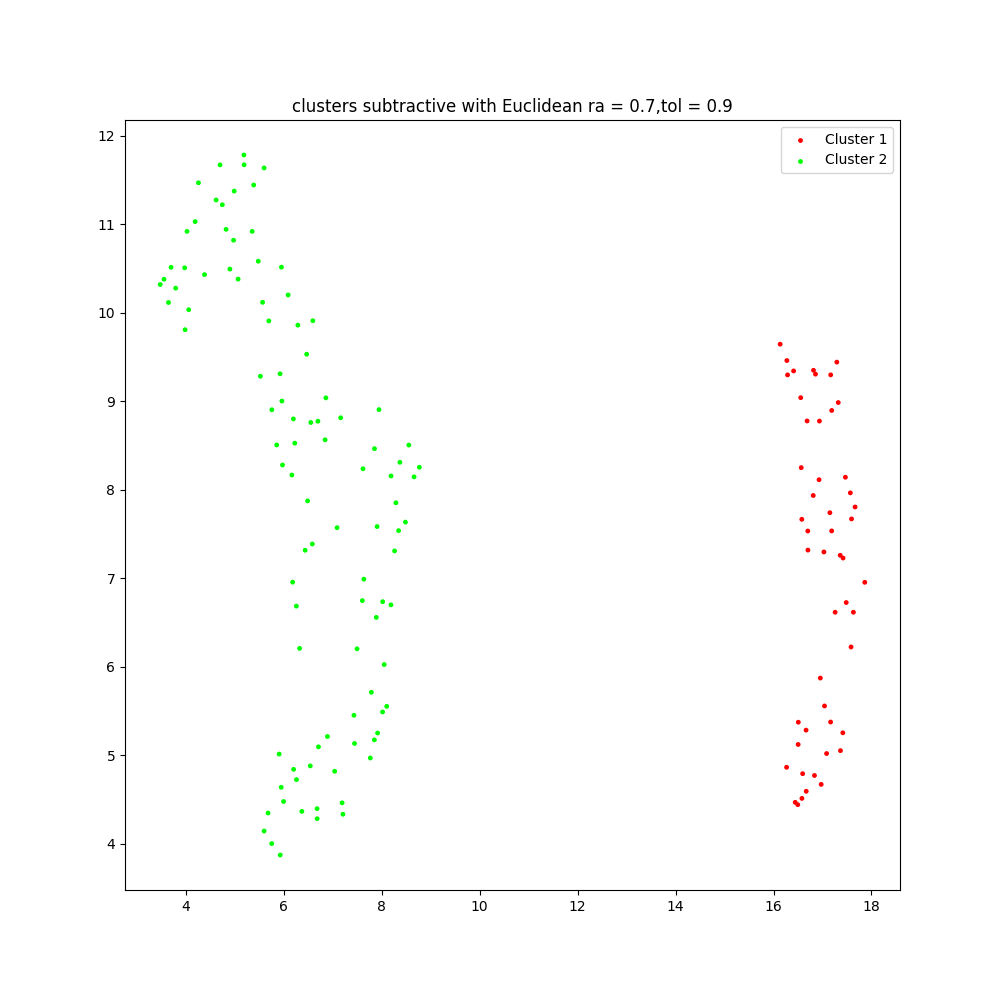 clusters subtractive with Euclidean ra = 0.7,tol = 0.9
Cluster 1
Cluster 2
12
11
10
9
8
7
6
5
4
4 6 8 10 12 14 16 18